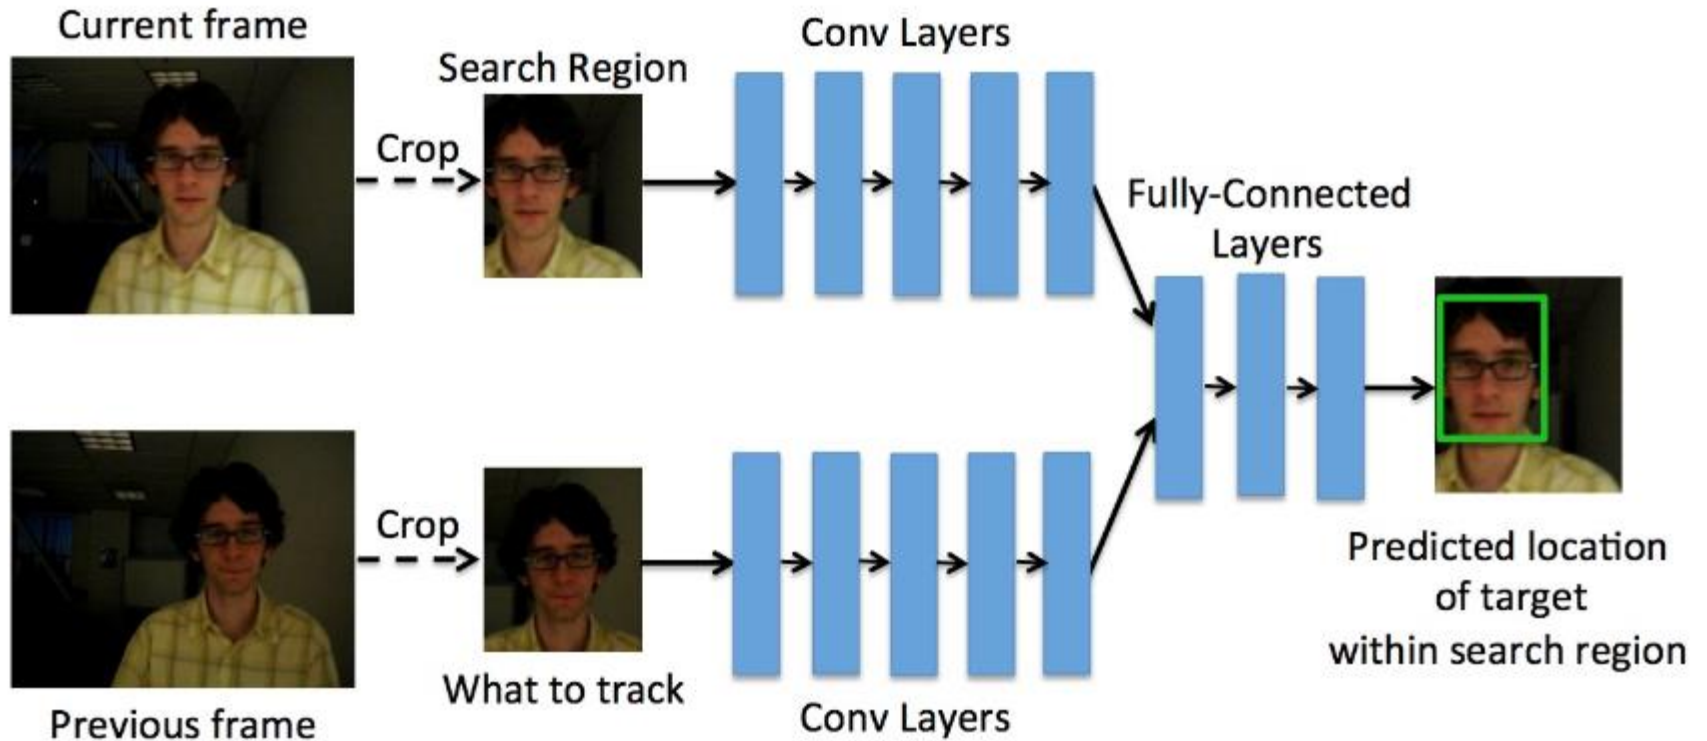 Current frame
Search Region
Crop
Conv Layers
Fully-Connected
Layers
Crop
What to track
Previous frame
Conv Layers
Predicted location
of target
within search region